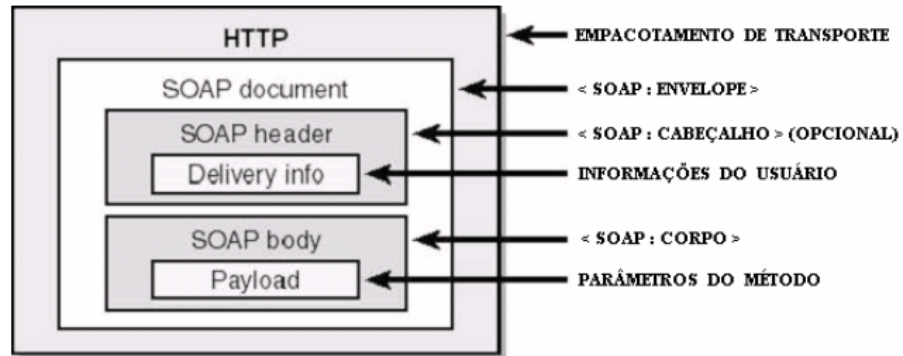 HTTP
EMPACOTAMENTO DE TRANSPORTE
SOAP document
< SOAP : ENVELOPE >
SOAP header
< SOAP : CABEÇALHO > (OPCIONAL)
Delivery info
INFORMAÇÕES DO USUÁRIO
SOAP body
< SOAP : CORPO >
Payload
PARÂMETROS DO MÉTODO